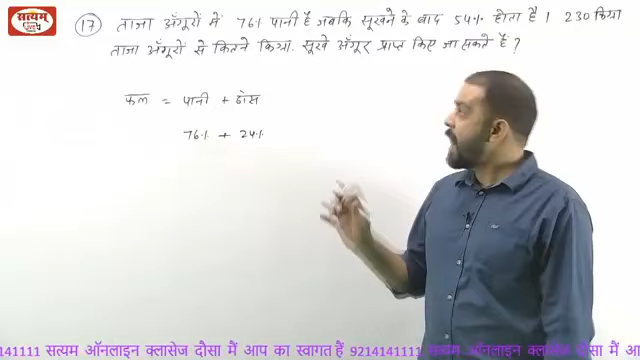 सत्यम्
17 ताजा अँगूरों में 76% पानी है जबकि सूखने के बाद 54% होता है । 230 किग्रा
ताजा अँगूरों से कितने किग्रा. सूखे अँगूर प्राप्त किए जा सकते हैं ?
फल = पानी + ठोस
76% + 24%
141111 सत्यम ऑनलाइन क्लासेज दौसा मैं आप का स्वागत हैं 9214141111 सत्यम ऑनलाइन क्लासेज दौसा मैं आ